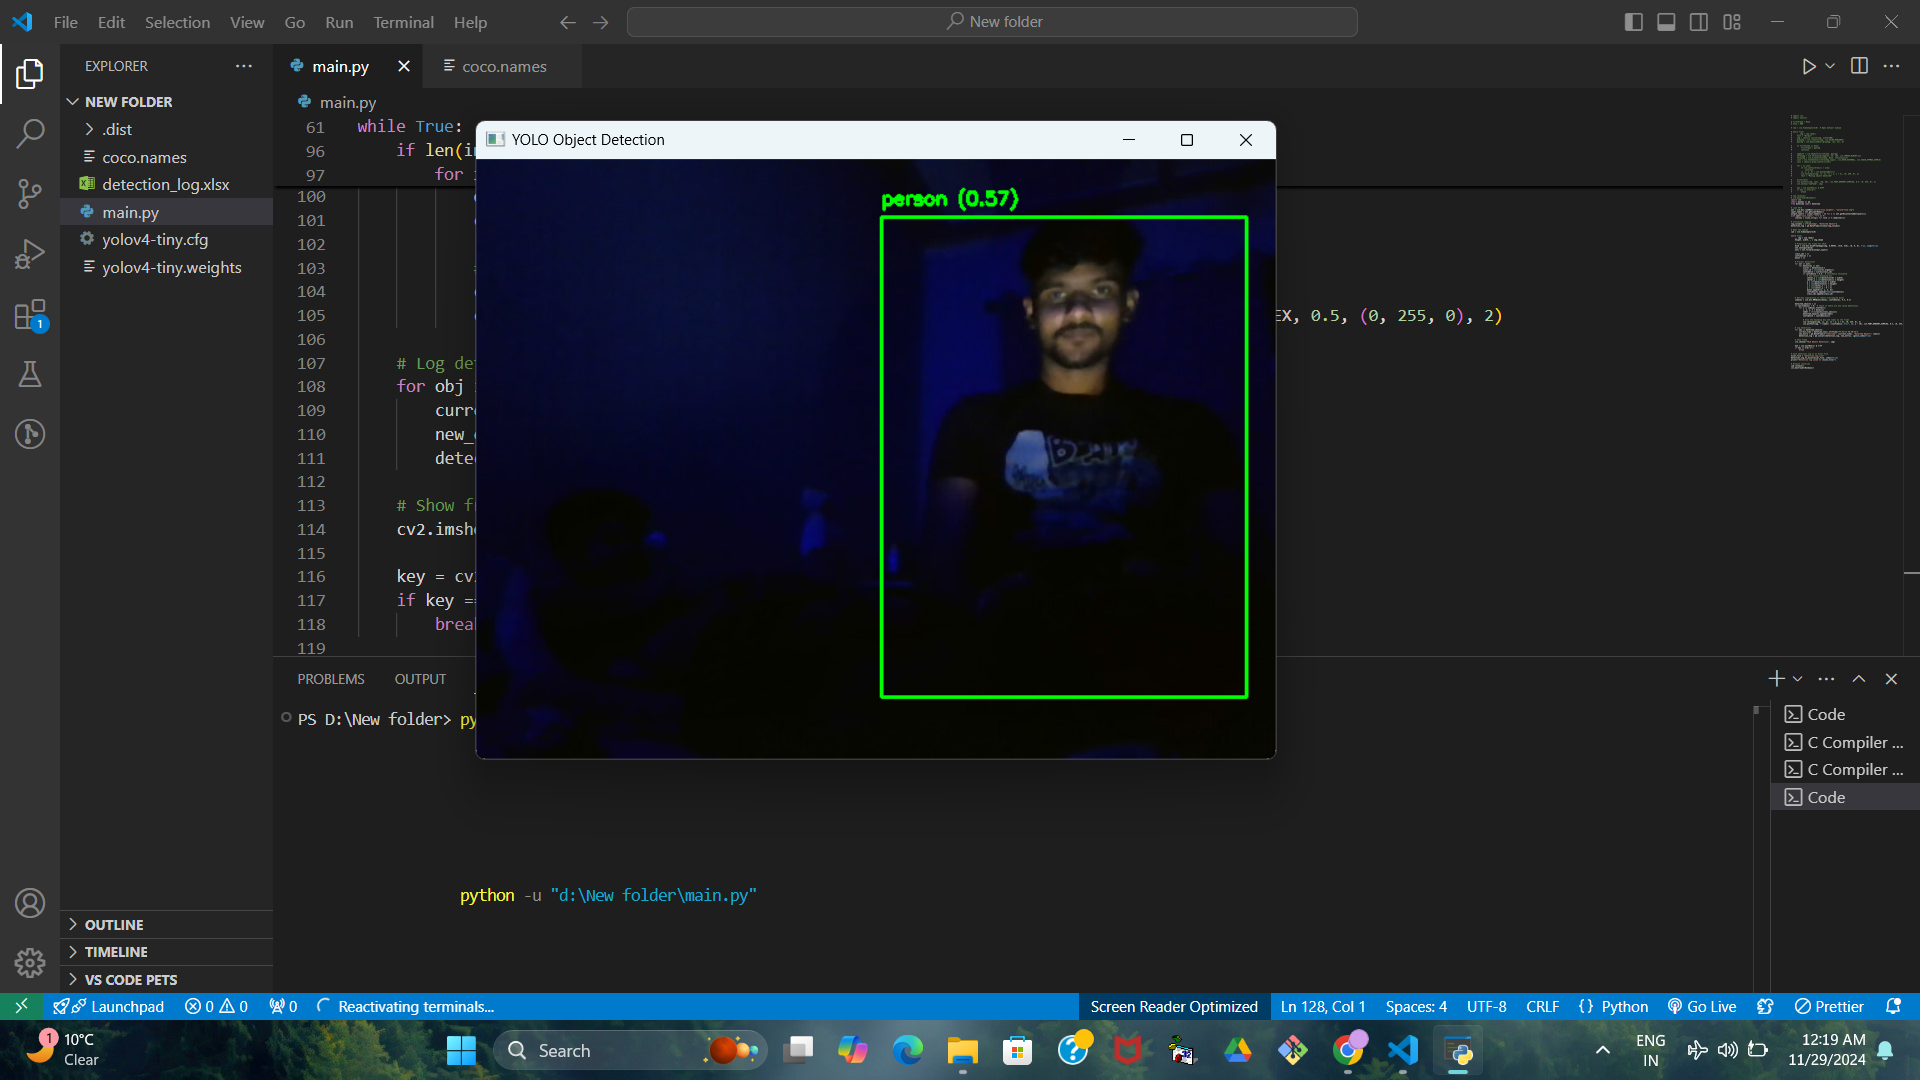 File Edit Selection View Go Run Terminal Help
New folder
EXPLORER
NEW FOLDER
.dist
coco.names
detection_log.xlsx
main.py
yolov4-tiny.cfg
yolov4-tiny.weights
OUTLINE
TIMELINE
VS CODE PETS
1
main.py
coco.names
main.py
61 while True:
96 if len(i
97 for
100
101
102
103
104
105 EX, 0.5, (0, 255, 0), 2)
106
107 # Log de
108 for obj
109 curr
110 new_
111 dete
112
113 # Show f
114 cv2.imsh
115
116 key = cv
117 if key =
118 brea
119
YOLO Object Detection
person (0.57)
PROBLEMS OUTPUT
PS D:\New folder> py
python -u "d:\New folder\main.py"
Code
C Compiler ...
C Compiler ...
Code
Launchpad 0 0 0 Reactivating terminals...
Screen Reader Optimized Ln 128, Col 1 Spaces: 4 UTF-8 CRLF {} Python Go Live Prettier
1
10°C
Clear
Search
ENG
IN
12:19 AM
11/29/2024